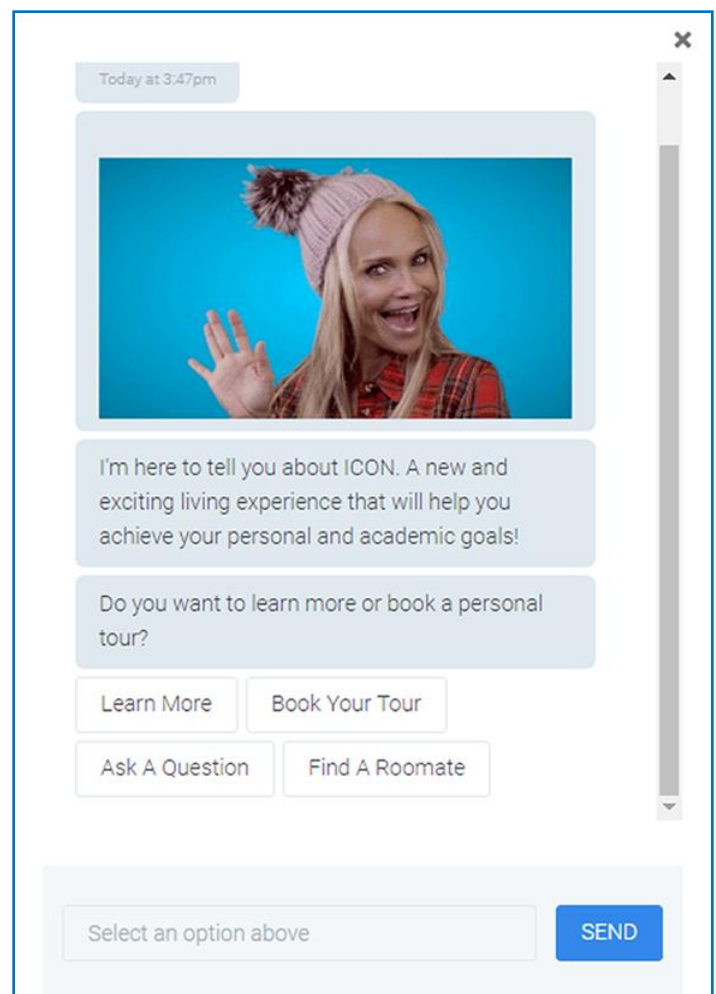 Today at 3:47pm
I'm here to tell you about ICON. A new and
exciting living experience that will help you
achieve your personal and academic goals!
Do you want to learn more or book a personal
tour?
Learn More
Book Your Tour
Ask A Question
Find A Roomate
Select an option above
SEND